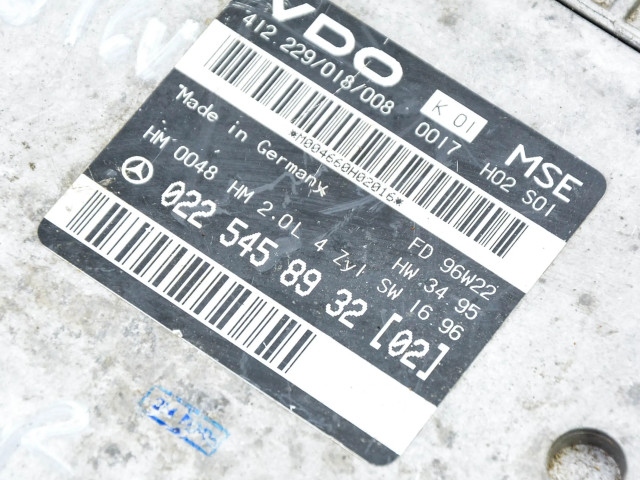 VDO
412.229/018/008
K 01
0017 H02 S01
MSE
*M004660H02016*
Made in Germany
HM 0048 HM 2.0L 4 Zyl.
FD 96W22
HW 34.95
SW 16.96
022 545 89 32 [02]